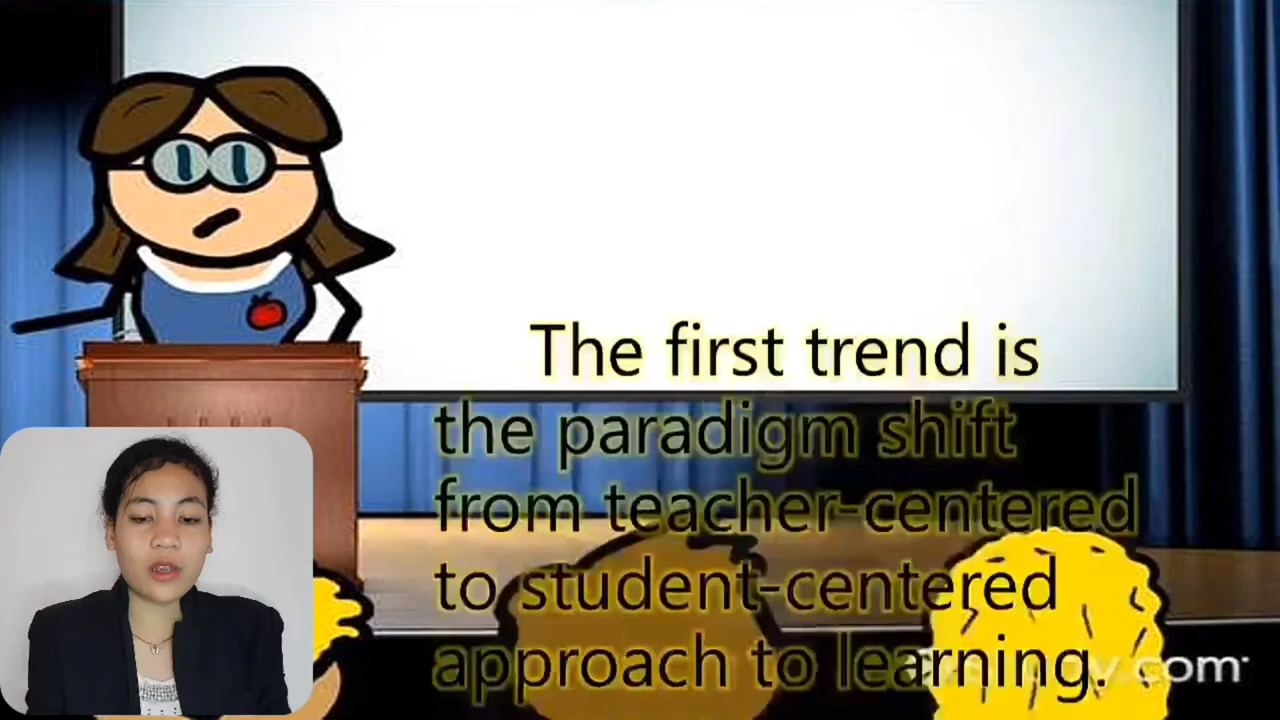 The first trend is
the paradigm shift
from teacher-centered
to student-centered
approach to learning.